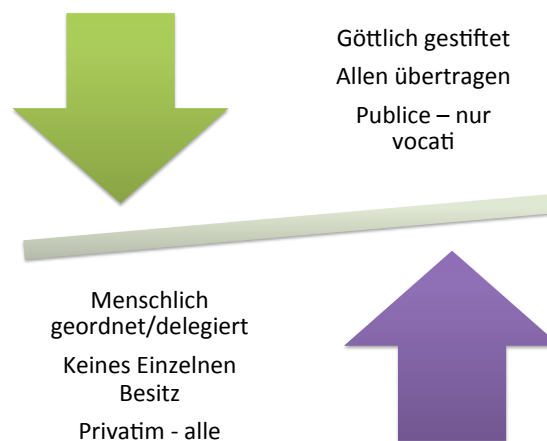 Göttlich gestiftet
Allen übertragen
Publice – nur
vocati
Menschlich
geordnet/delegiert
Keines Einzelnen
Besitz
Privatim - alle